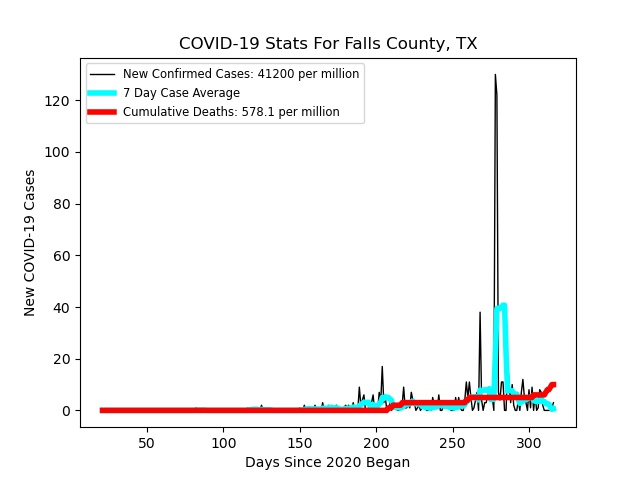 COVID-19 Stats For Falls County, TX
New Confirmed Cases: 41200 per million
7 Day Case Average
Cumulative Deaths: 578.1 per million
New COVID-19 Cases
120
100
80
60
40
20
0
50 100 150 200 250 300
Days Since 2020 Began